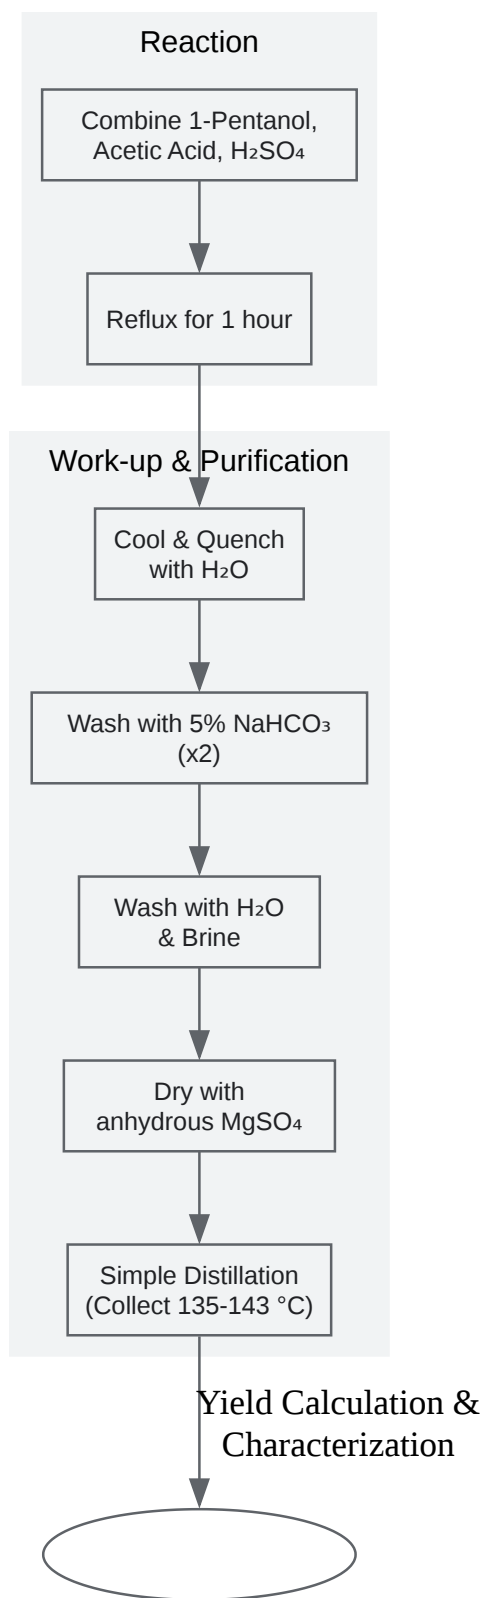 Reaction
Combine 1-Pentanol,
Acetic Acid, H₂SO₄
Reflux for 1 hour
Work-up & Purification
Cool & Quench
with H₂O
Wash with 5% NaHCO₃
(x2)
Wash with H₂O
& Brine
Dry with
anhydrous MgSO₄
Simple Distillation
(Collect 135-143 °C)
Yield Calculation &
Characterization